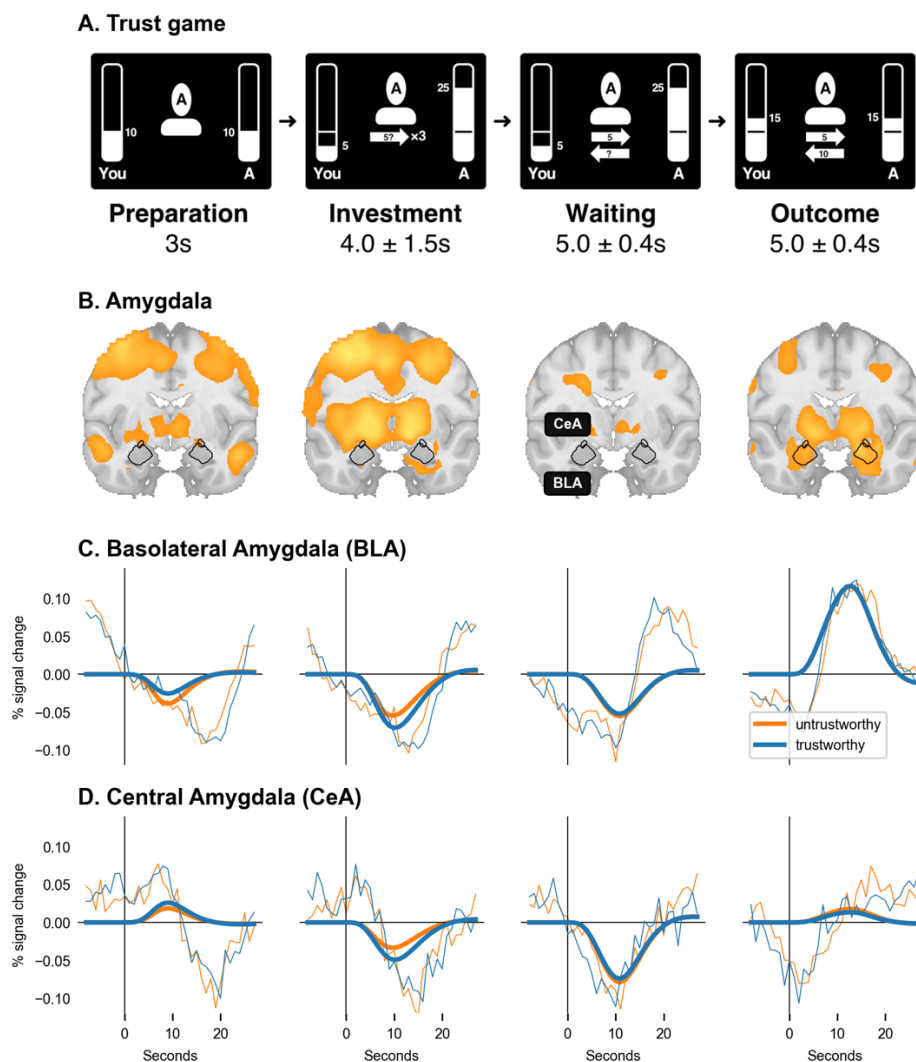 A. Trust game
A
10
10
You
A
A
5?
×3
5
25
You
A
A
5
?
5
25
You
A
A
5
10
15
15
You
A
Preparation
3s
Investment
4.0 ± 1.5s
Waiting
5.0 ± 0.4s
Outcome
5.0 ± 0.4s
B. Amygdala
CeA
BLA
C. Basolateral Amygdala (BLA)
% signal change
0.10
0.05
0.00
−0.05
−0.10
untrustworthy
trustworthy
D. Central Amygdala (CeA)
% signal change
0.10
0.05
0.00
−0.05
−0.10
0 10 20
0 10 20
0 10 20
0 10 20
Seconds
Seconds
Seconds
Seconds